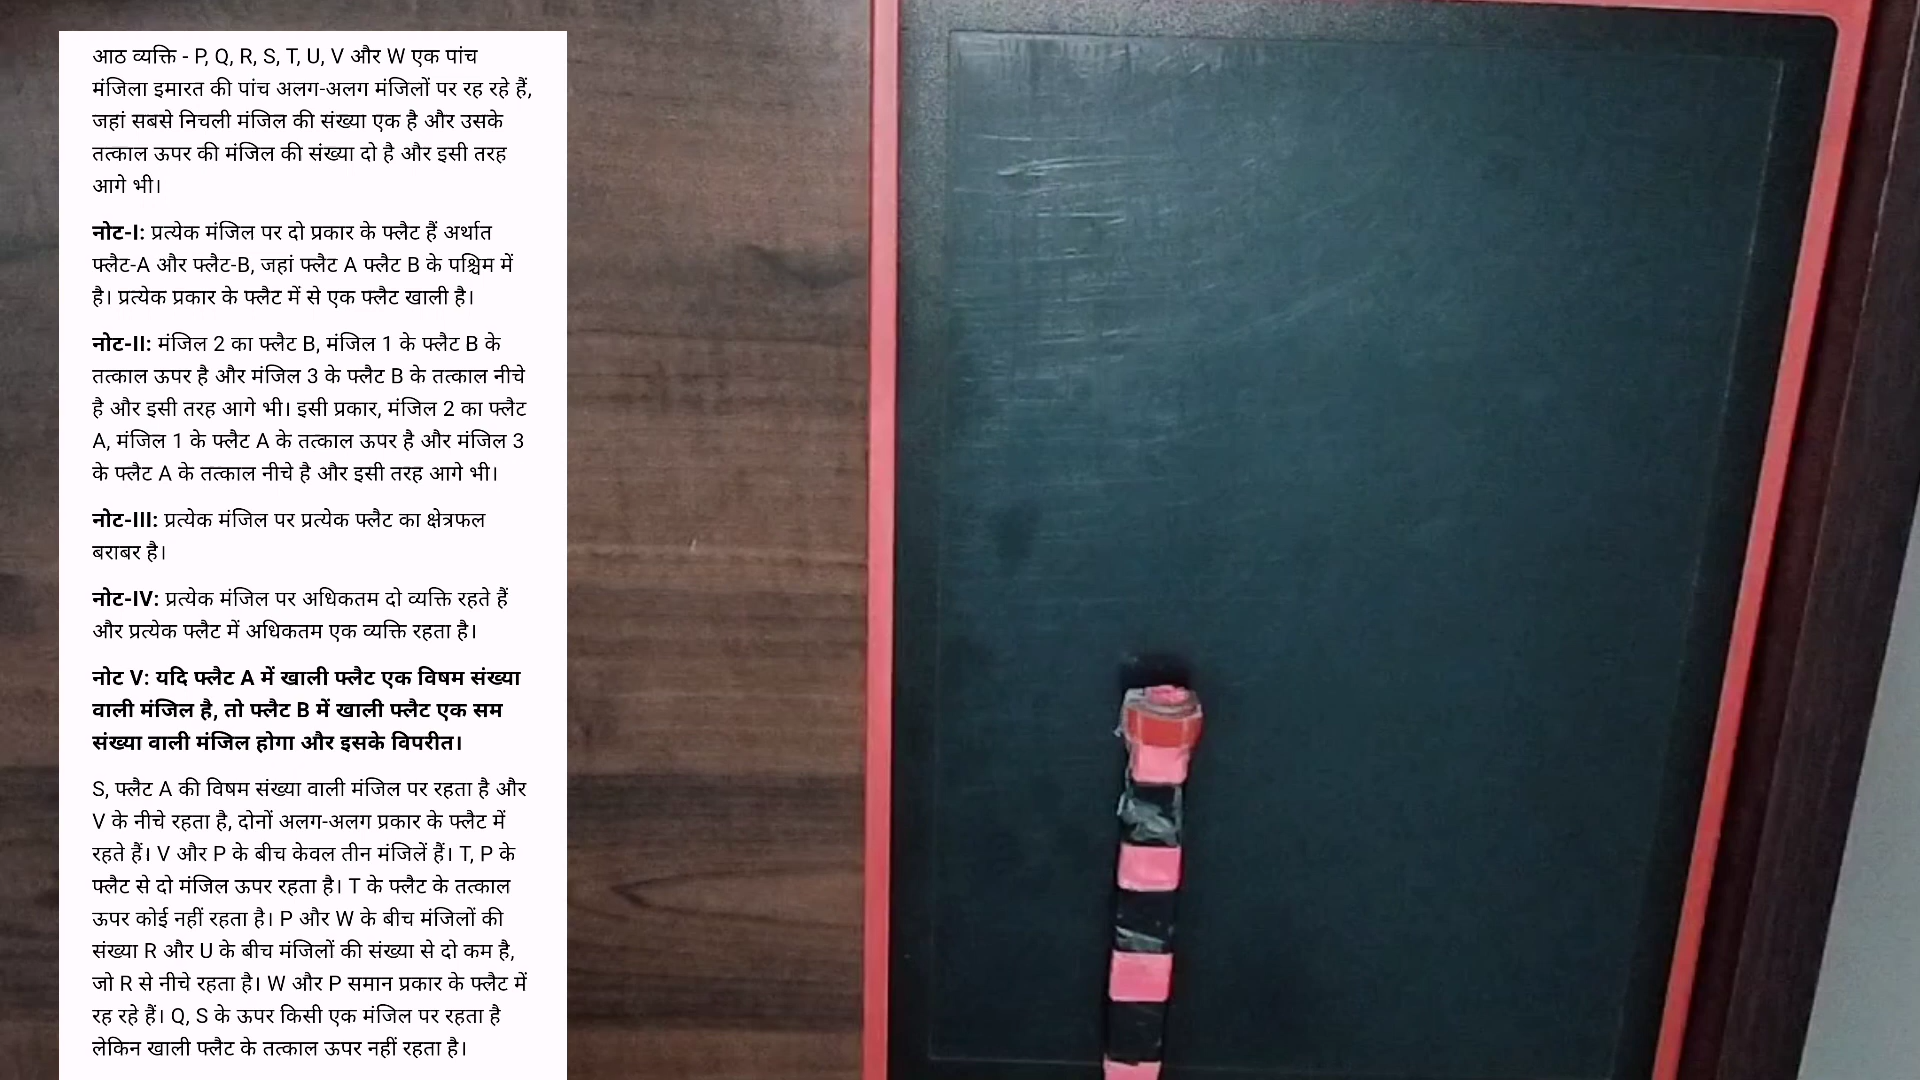 आठ व्यक्ति - P, Q, R, S, T, U, V और W एक पांच
मंजिला इमारत की पांच अलग-अलग मंजिलों पर रह रहे हैं,
जहां सबसे निचली मंजिल की संख्या एक है और उसके
तत्काल ऊपर की मंजिल की संख्या दो है और इसी तरह
आगे भी।
नोट-I: प्रत्येक मंजिल पर दो प्रकार के फ्लैट हैं अर्थात
फ्लैट-A और फ्लैट-B, जहां फ्लैट A फ्लैट B के पश्चिम में
है। प्रत्येक प्रकार के फ्लैट में से एक फ्लैट खाली है।
नोट-II: मंजिल 2 का फ्लैट B, मंजिल 1 के फ्लैट B के
तत्काल ऊपर है और मंजिल 3 के फ्लैट B के तत्काल नीचे
है और इसी तरह आगे भी। इसी प्रकार, मंजिल 2 का फ्लैट
A, मंजिल 1 के फ्लैट A के तत्काल ऊपर है और मंजिल 3
के फ्लैट A के तत्काल नीचे है और इसी तरह आगे भी।
नोट-III: प्रत्येक मंजिल पर प्रत्येक फ्लैट का क्षेत्रफल
बराबर है।
नोट-IV: प्रत्येक मंजिल पर अधिकतम दो व्यक्ति रहते हैं
और प्रत्येक फ्लैट में अधिकतम एक व्यक्ति रहता है।
नोट V: यदि फ्लैट A में खाली फ्लैट एक विषम संख्या
वाली मंजिल है, तो फ्लैट B में खाली फ्लैट एक सम
संख्या वाली मंजिल होगा और इसके विपरीत।
S, फ्लैट A की विषम संख्या वाली मंजिल पर रहता है और
V के नीचे रहता है, दोनों अलग-अलग प्रकार के फ्लैट में
रहते हैं। V और P के बीच केवल तीन मंजिलें हैं। T, P के
फ्लैट से दो मंजिल ऊपर रहता है। T के फ्लैट के तत्काल
ऊपर कोई नहीं रहता है। P और W के बीच मंजिलों की
संख्या R और U के बीच मंजिलों की संख्या से दो कम है,
जो R से नीचे रहता है। W और P समान प्रकार के फ्लैट में
रह रहे हैं। Q, S के ऊपर किसी एक मंजिल पर रहता है
लेकिन खाली फ्लैट के तत्काल ऊपर नहीं रहता है।